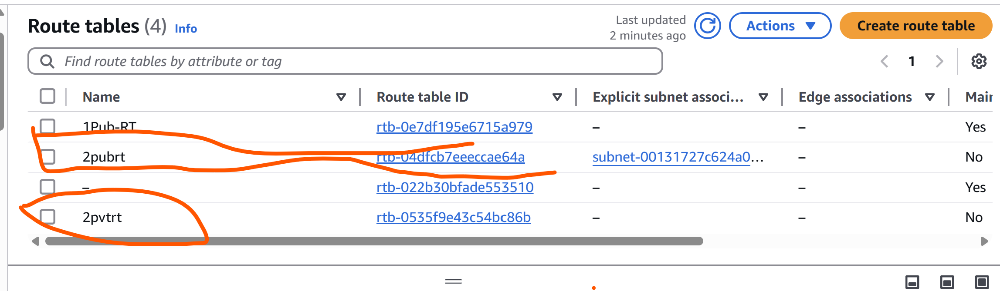 Route tables (4) Info
Last updated
2 minutes ago
Actions
Create route table
Find route tables by attribute or tag
1
Name Route table ID Explicit subnet associ... Edge associations Mair
1Pub-RT rtb-0e7df195e6715a979 – – Yes
2pubrt rtb-04dfcb7eeeccae64a subnet-00131727c624a0... – No
– rtb-022b30bfade553510 – – Yes
2pvtrt rtb-0535f9e43c54bc86b – – No